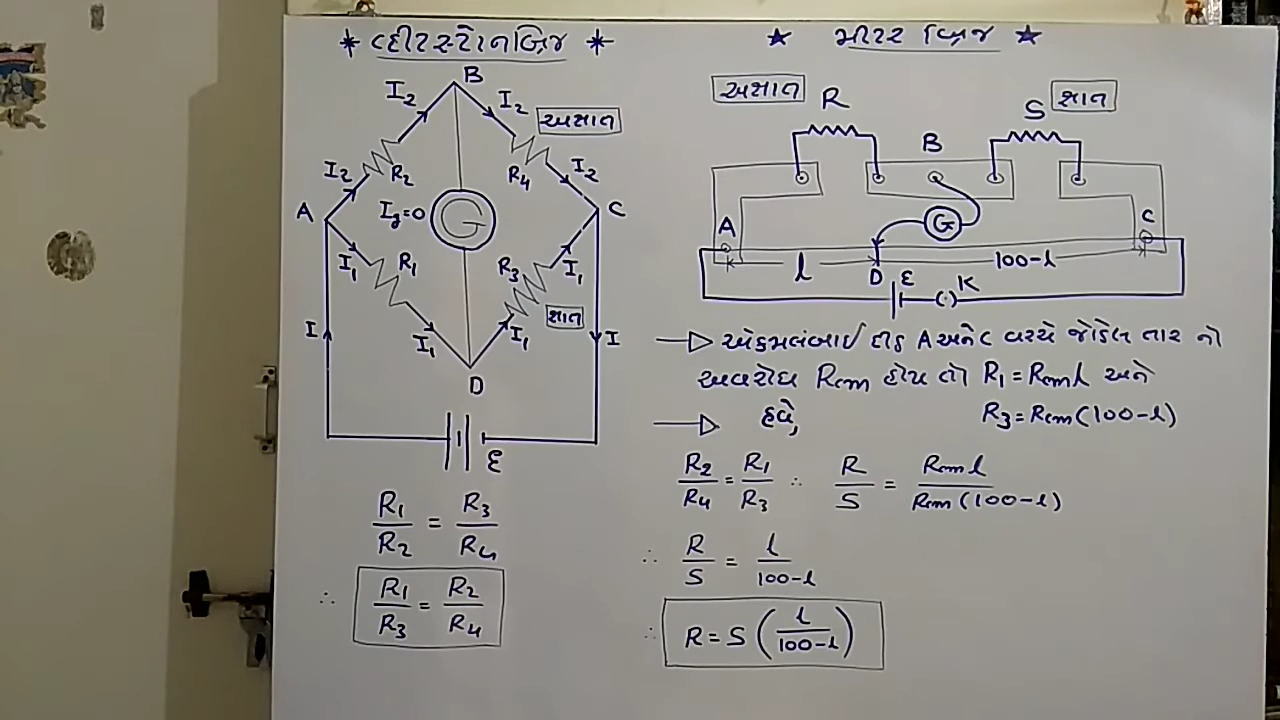 * વ્હીટસ્ટોનબ્રિજ *
B
I₂ I₂
અજ્ઞાત
I₂ R₂ R₄ I₂
A I𝗀=0 G C
I₁ R₁ R₃ I₁
જ્ઞાત
I I₁ I₁ I
D
E
R₁/R₂ = R₃/R₄
∴ R₁/R₃ = R₂/R₄
★ મીટર બ્રિજ ★
અજ્ઞાત R S જ્ઞાત
B
A G C
l D 100-l
E K
→ એકમલંબાઈ દીઠ A અને C વચ્ચે જોડેલ તાર નો
અવરોધ Rcm હોય તો R₁ = Rcml અને
R₃ = Rcm(100-l)
→ હવે,
R₂/R₄ = R₁/R₃ ∴ R/S = Rcml/Rcm(100-l)
∴ R/S = l/100-l
∴ R = S (l/100-l)